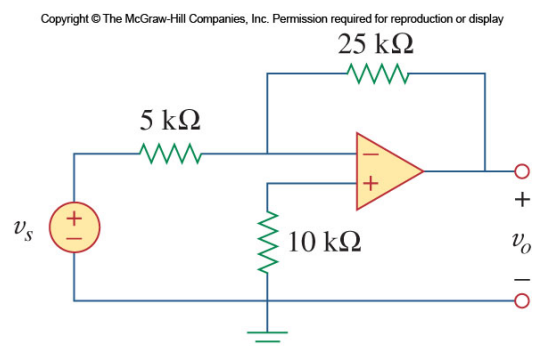 Copyright © The McGraw-Hill Companies, Inc. Permission required for reproduction or display
25 kΩ
5 kΩ
−
+
+
−
vs
10 kΩ
+
vo
−